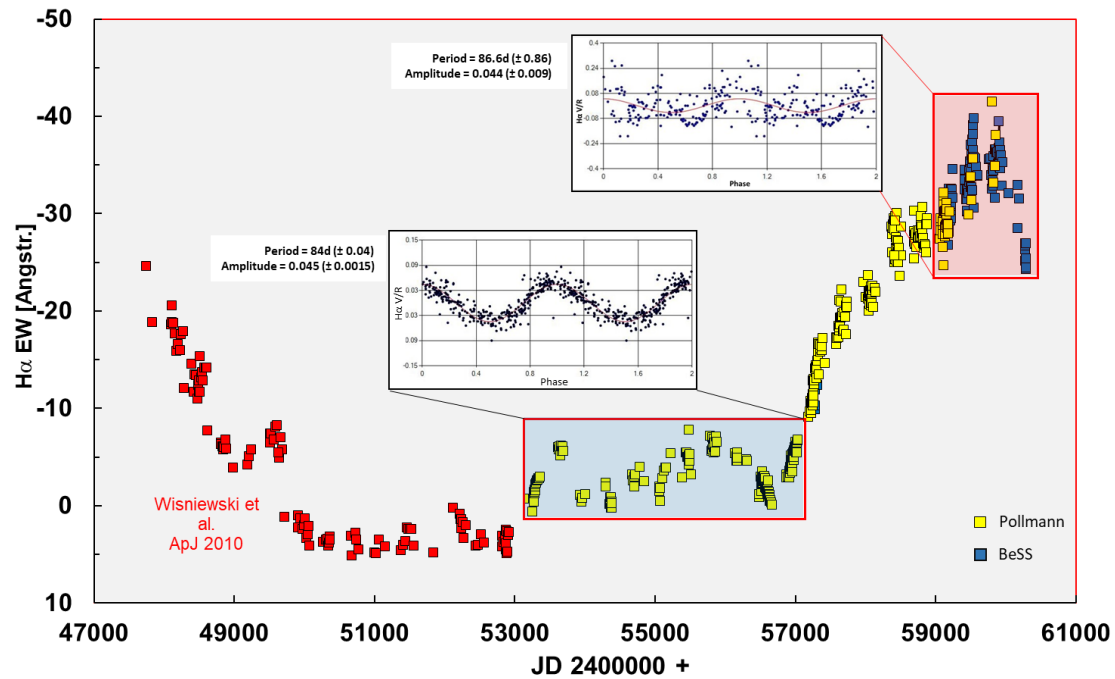 -50
-40
-30
-20
-10
0
10
Hα EW [Angstr.]
47000 49000 51000 53000 55000 57000 59000 61000
JD 2400000 +
Period = 86.6d (± 0.86)
Amplitude = 0.044 (± 0.009)
0.4
0.24
0.08
-0.08
-0.24
-0.4
Hα V/R
0 0.4 0.8 1.2 1.6 2
Phase
Period = 84d (± 0.04)
Amplitude = 0.045 (± 0.0015)
0.15
0.09
0.03
0.03
0.09
-0.15
Hα V/R
0 0.4 0.8 1.2 1.6 2
Phase
Wisniewski et
al.
ApJ 2010
Pollmann
BeSS